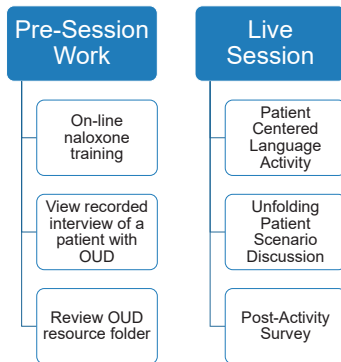 Pre-Session
Work
On-line
naloxone
training
View recorded
interview of a
patient with
OUD
Review OUD
resource folder
Live
Session
Patient
Centered
Language
Activity
Unfolding
Patient
Scenario
Discussion
Post-Activity
Survey